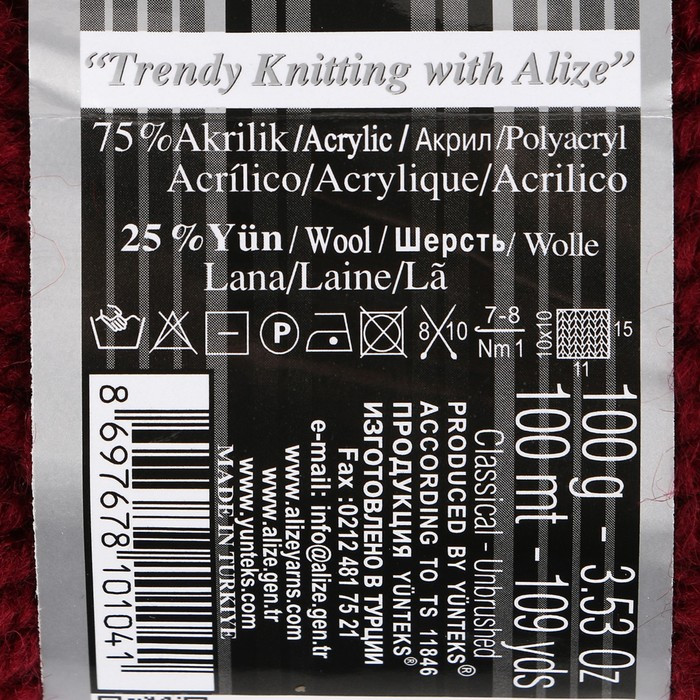 “Trendy Knitting with Alize”
75%Akrilik/Acrylic/Акрил/Polyacryl
Acrílico/Acrylique/Acrilico
25%Yün/Wool/Шерсть/Wolle
Lana/Laine/Lã
P
8 10
7-8
Nm 1
10x10
15
11
100 g - 3.53 Oz
100 mt - 109 yds
Classical - Unbrushed
PRODUCED BY YÜNTEKS®
ACCORDING TO TS 11846
ПРОДУКЦИЯ YÜNTEKS®
ИЗГОТОВЛЕНО В ТУРЦИИ
Fax :0212 481 75 21
e-mail: info@alize.gen.tr
www.alizeyarns.com
www.alize.gen.tr
www.yunteks.com
MADE IN TURKIYE
8 697678 101041